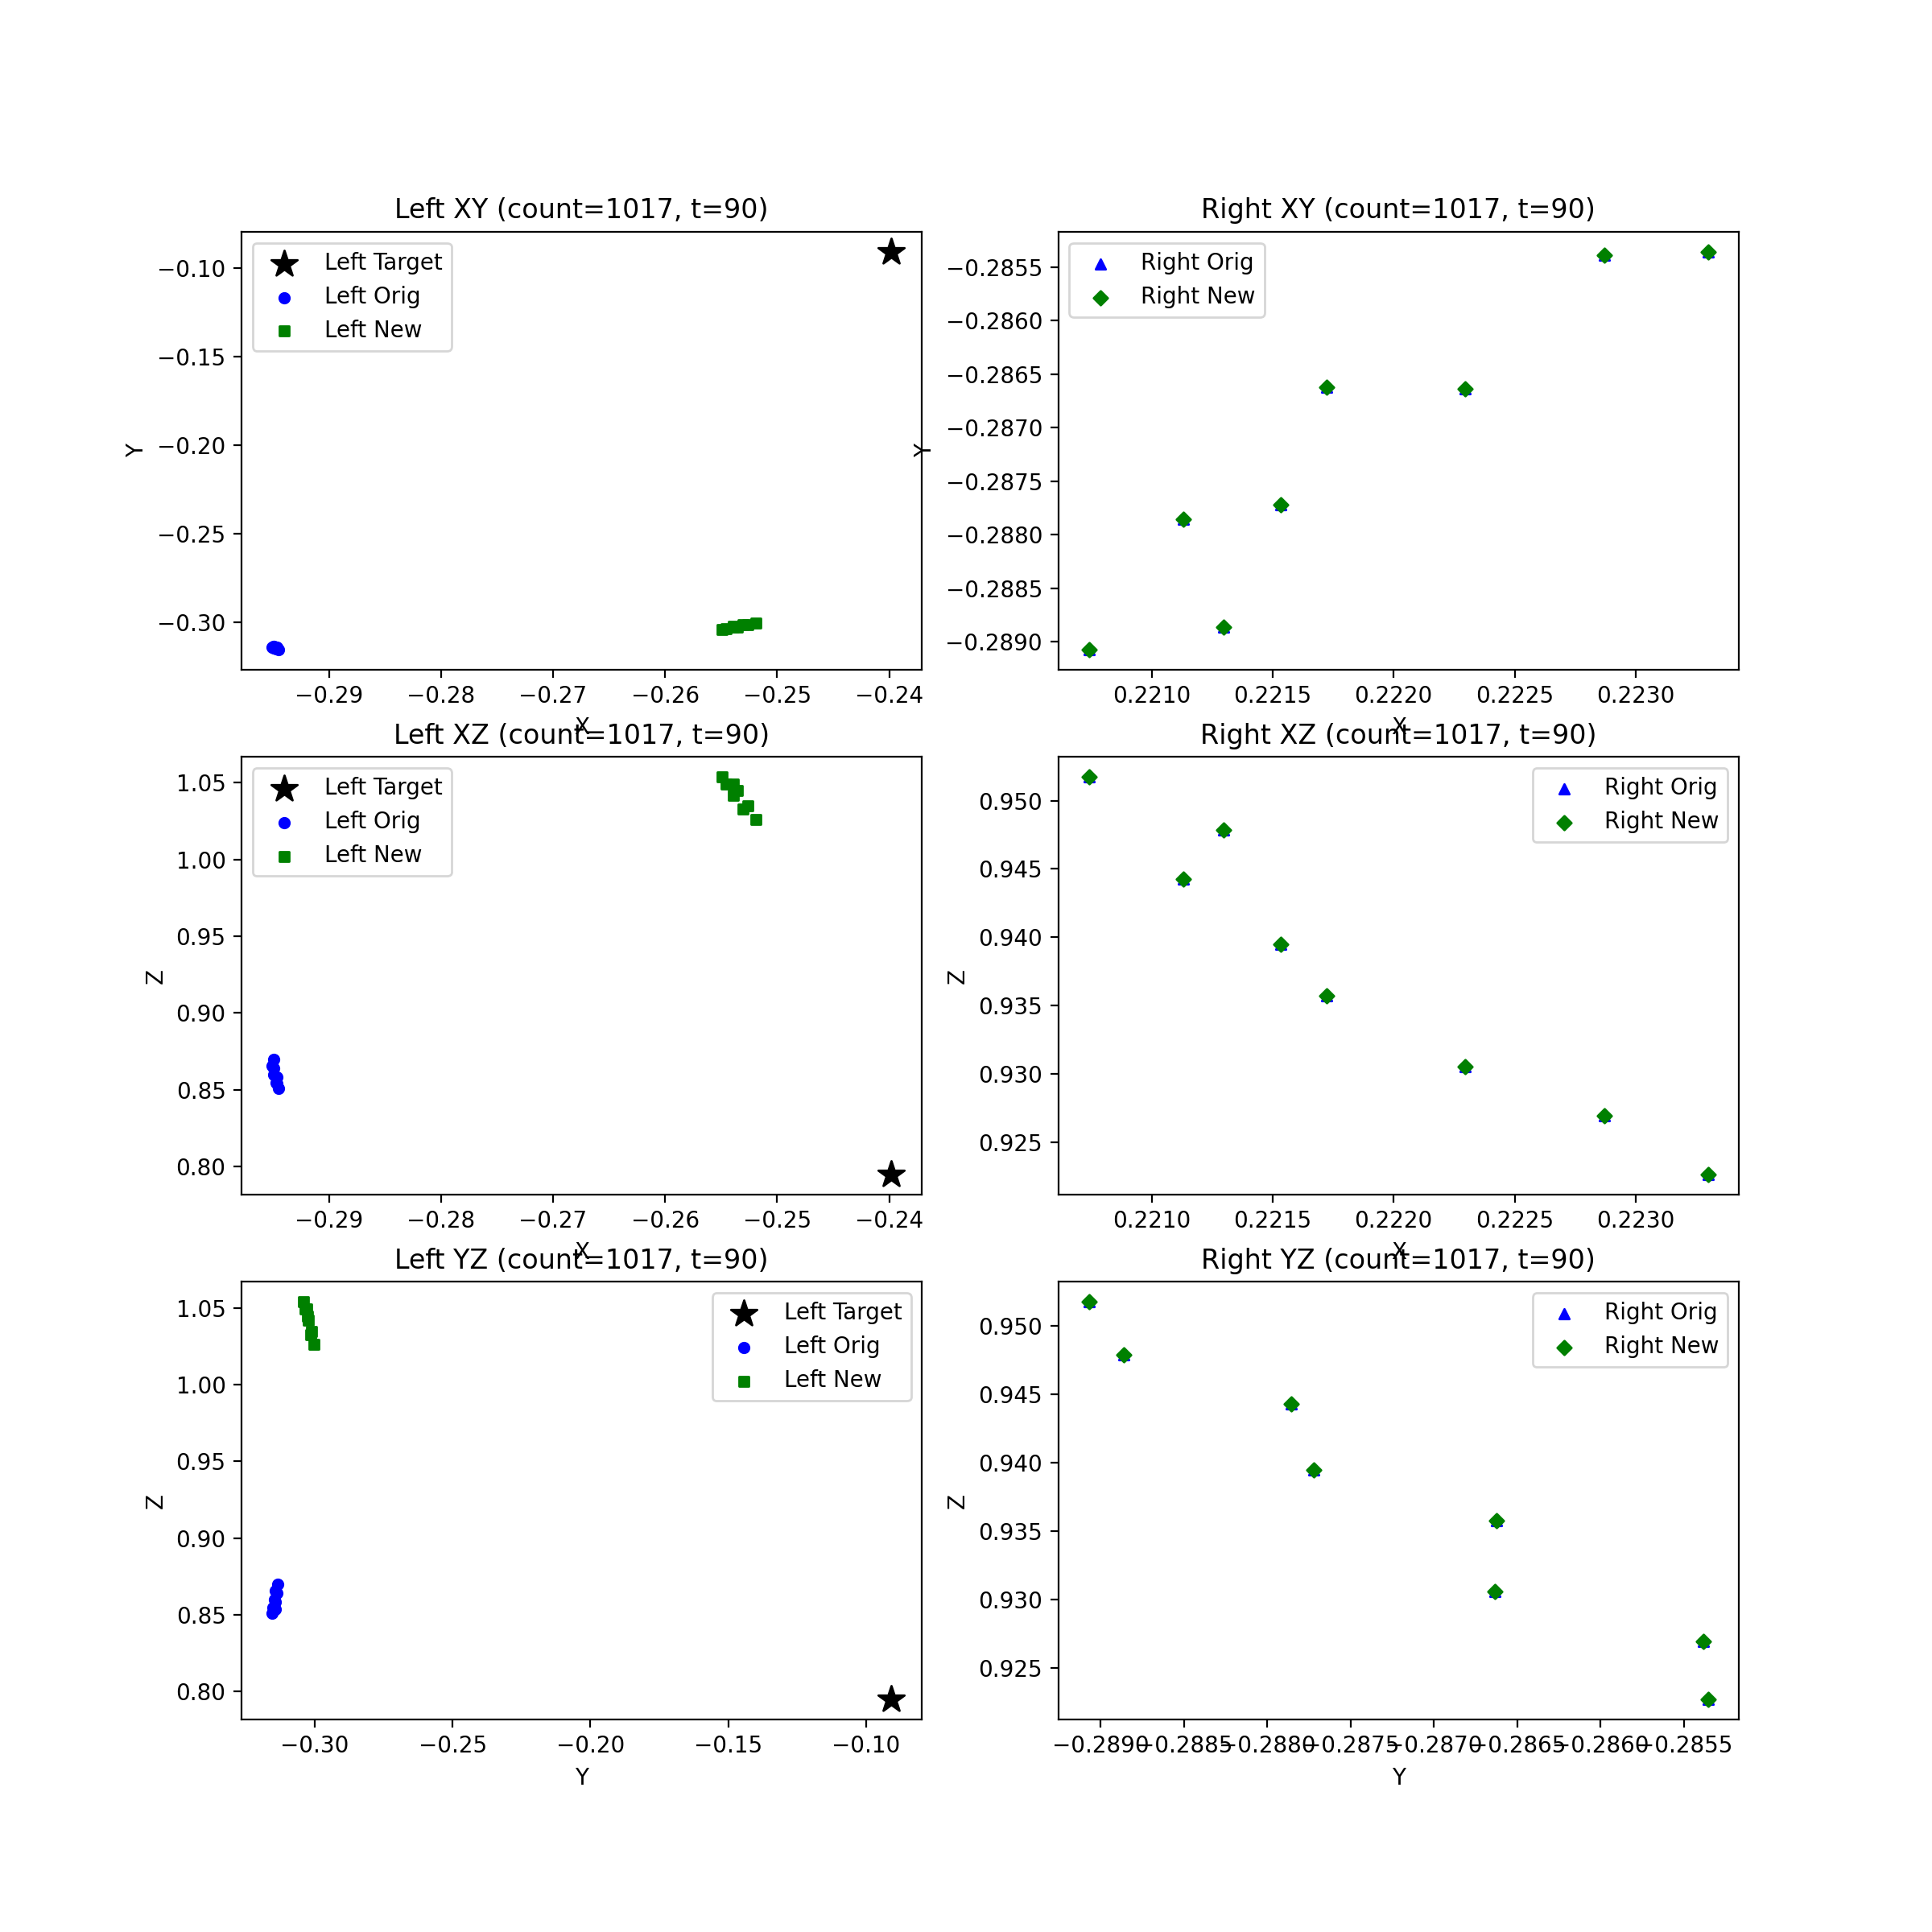 Left XY (count=1017, t=90)
Left Target
Left Orig
Left New
−0.10
−0.15
−0.20
−0.25
−0.30
Y
−0.29
−0.28
−0.27
−0.26
−0.25
−0.24
X
Right XY (count=1017, t=90)
Right Orig
Right New
−0.2855
−0.2860
−0.2865
−0.2870
−0.2875
−0.2880
−0.2885
−0.2890
Y
0.2210
0.2215
0.2220
0.2225
0.2230
X
Left XZ (count=1017, t=90)
Left Target
Left Orig
Left New
1.05
1.00
0.95
0.90
0.85
0.80
Z
−0.29
−0.28
−0.27
−0.26
−0.25
−0.24
X
Right XZ (count=1017, t=90)
Right Orig
Right New
0.950
0.945
0.940
0.935
0.930
0.925
Z
0.2210
0.2215
0.2220
0.2225
0.2230
X
Left YZ (count=1017, t=90)
Left Target
Left Orig
Left New
1.05
1.00
0.95
0.90
0.85
0.80
Z
−0.30
−0.25
−0.20
−0.15
−0.10
Y
Right YZ (count=1017, t=90)
Right Orig
Right New
0.950
0.945
0.940
0.935
0.930
0.925
Z
−0.2890
−0.2885
−0.2880
−0.2875
−0.2870
−0.2865
−0.2860
−0.2855
Y